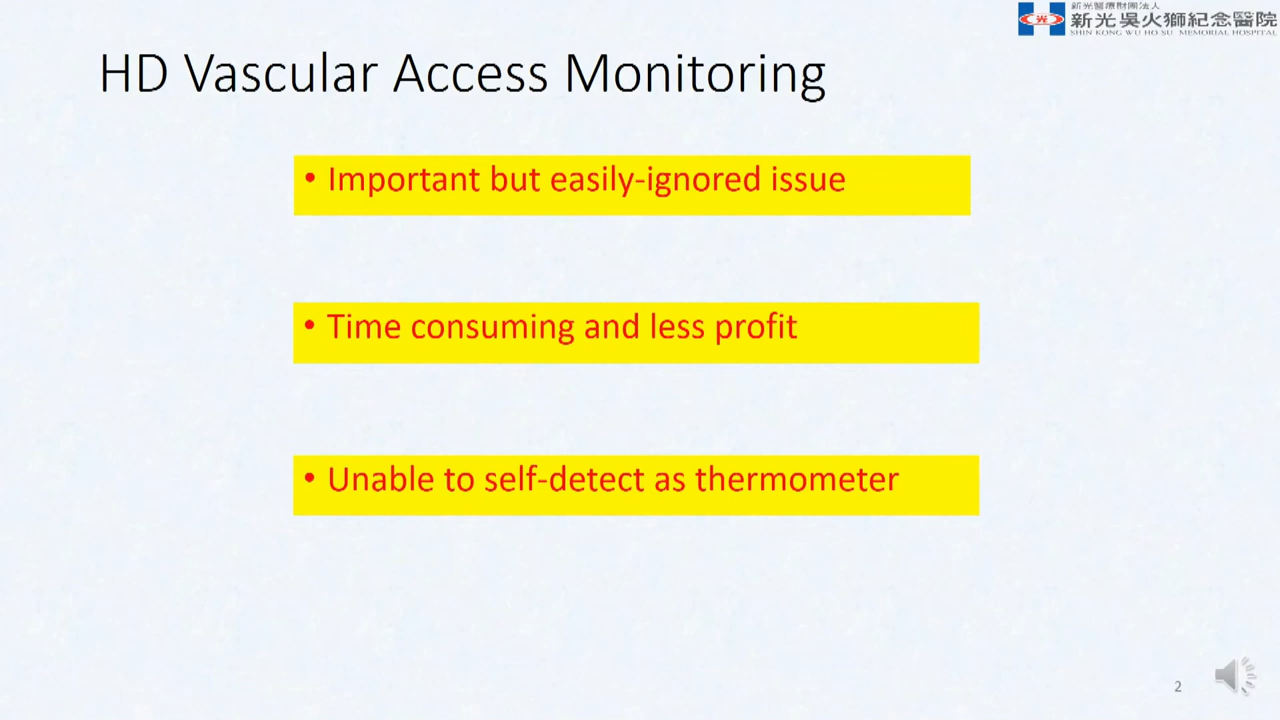 新光醫療財團法人
新光吳火獅紀念醫院
SHIN KONG WU HO SU MEMORIAL HOSPITAL
HD Vascular Access Monitoring
• Important but easily-ignored issue
• Time consuming and less profit
• Unable to self-detect as thermometer
2